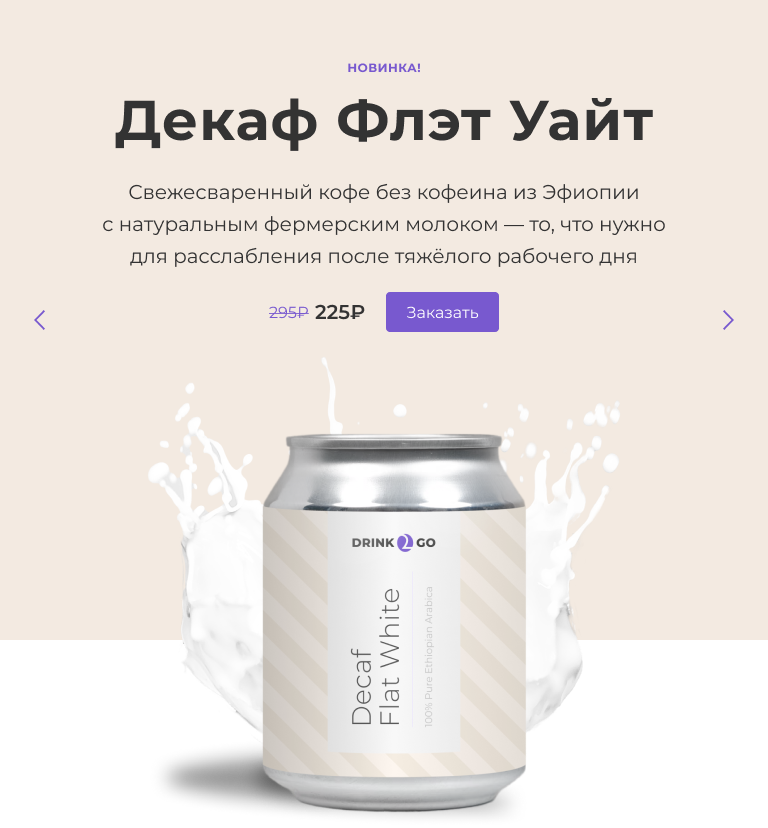 НОВИНКА!
Декаф Флэт Уайт
Свежесваренный кофе без кофеина из Эфиопии
с натуральным фермерским молоком — то, что нужно
для расслабления после тяжёлого рабочего дня
295₽ 225₽ Заказать
DRINK 2 GO
Decaf
Flat White
100% Pure Ethiopian Arabica